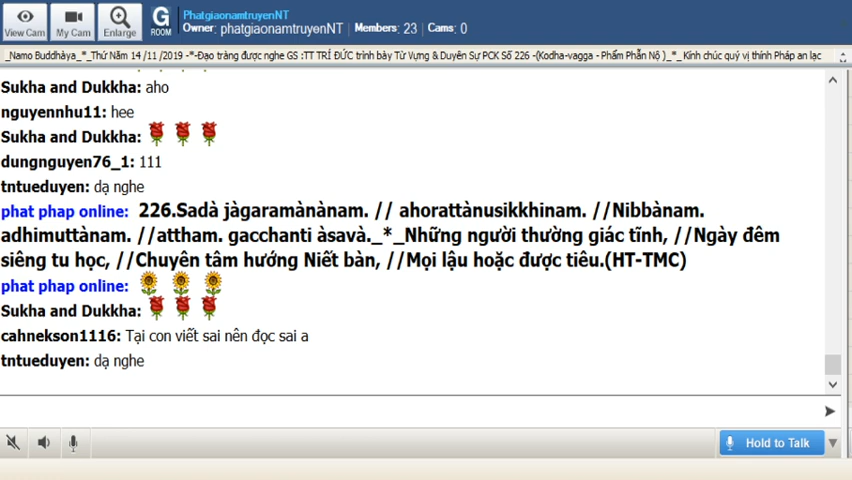 PhatgiaonamtruyenNT
Owner: phatgiaonamtruyenNT Members: 23 Cams: 0
View Cam My Cam Enlarge
G ROOM
_Namo Buddhàya_*_Thứ Năm 14 /11 /2019 -*-Đạo tràng được nghe GS :TT TRÍ ĐỨC trình bày Từ Vựng & Duyên Sự PCK Số 226 -(Kodha-vagga - Phẩm Phẫn Nộ )_*_ Kính chúc quý vị thính Pháp an lạc
Sukha and Dukkha: aho
nguyennhu11: hee
Sukha and Dukkha:
dungnguyen76_1: 111
tntueduyen: dạ nghe
phat phap online: 226.Sadà jàgaramànànam. // ahorattànusikkhinam. //Nibbànam.
adhimuttànam. //attham. gacchanti àsavà._*_Những người thường giác tĩnh, //Ngày đêm
siêng tu học, //Chuyên tâm hướng Niết bàn, //Mọi lậu hoặc được tiêu.(HT-TMC)
phat phap online:
Sukha and Dukkha:
cahnekson1116: Tại con viết sai nên đọc sai a
tntueduyen: dạ nghe
Hold to Talk